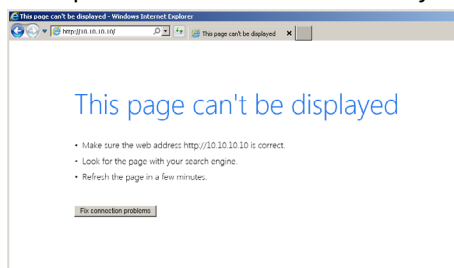 This page can't be displayed - Windows Internet Explorer
http://10.10.10.10/
This page can't be displayed
This page can't be displayed
• Make sure the web address http://10.10.10.10 is correct.
• Look for the page with your search engine.
• Refresh the page in a few minutes.
Fix connection problems